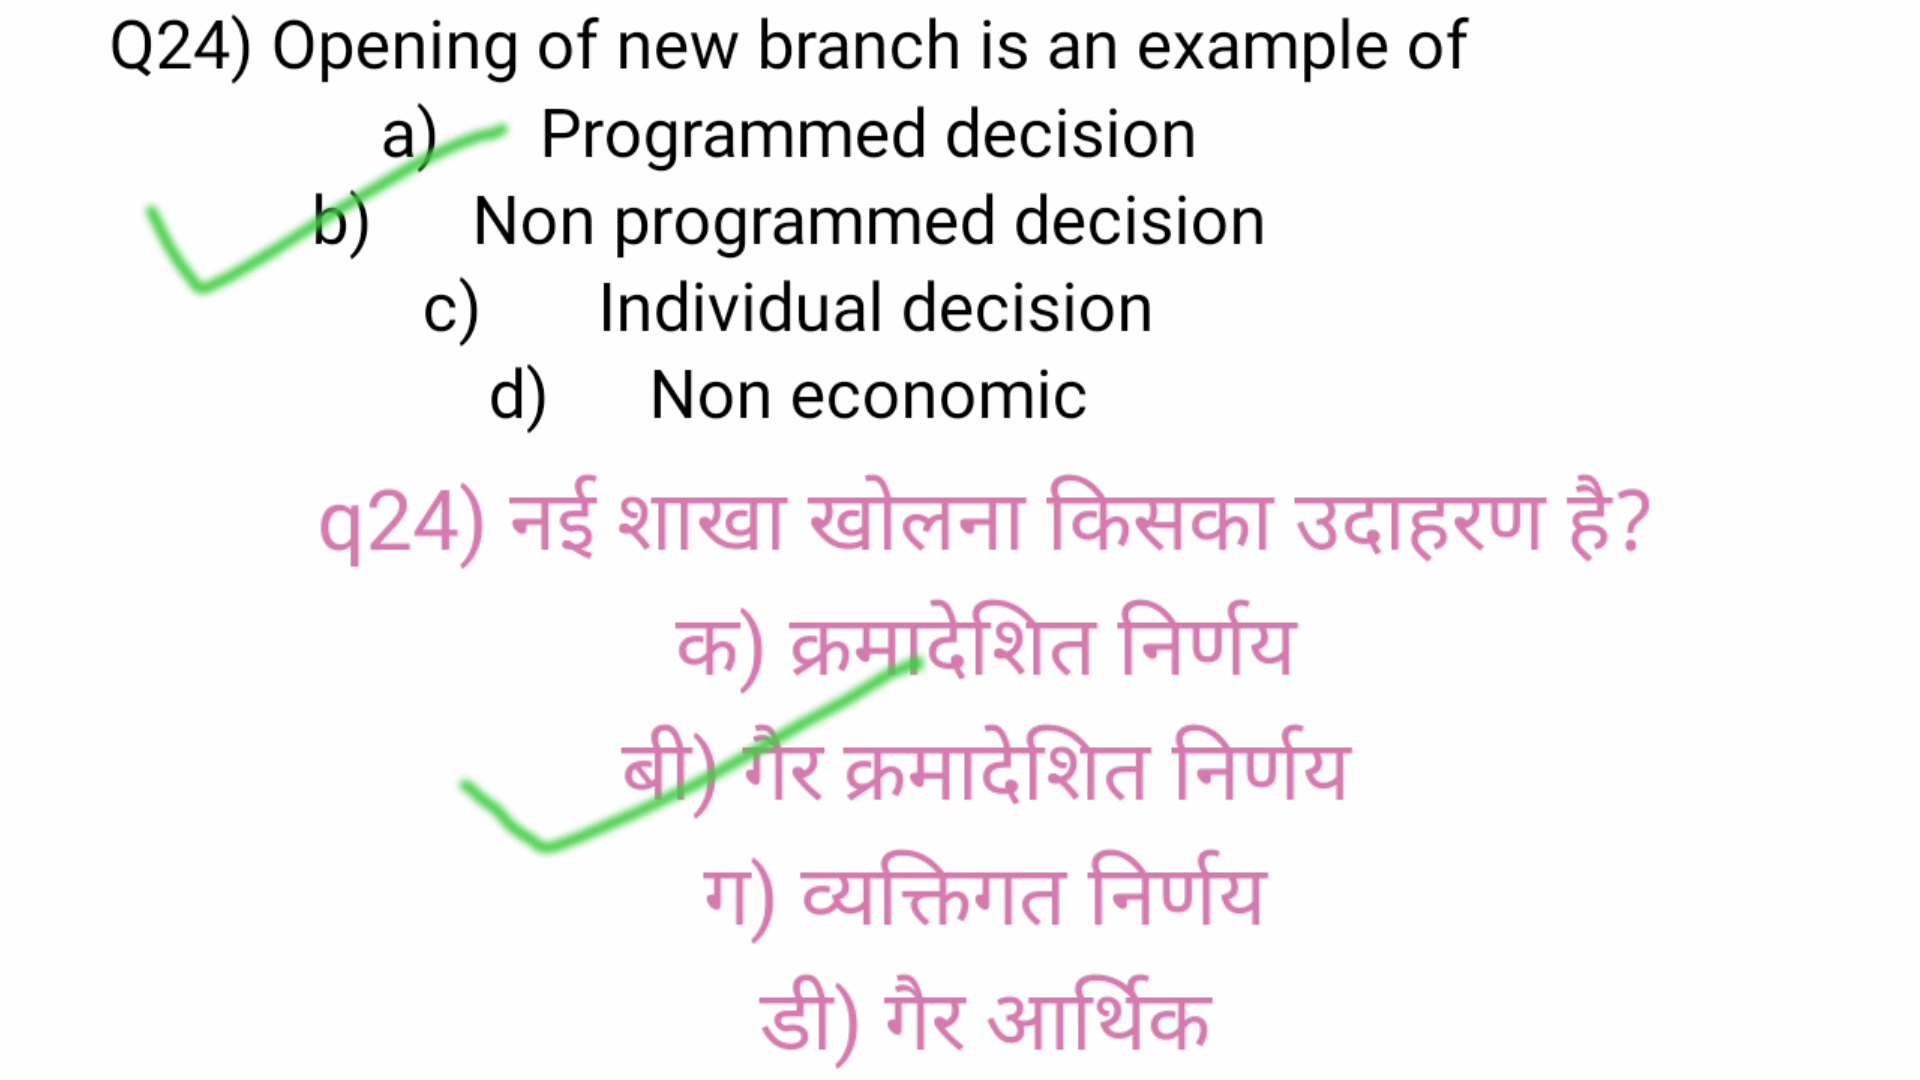 Q24) Opening of new branch is an example of
a) Programmed decision
b) Non programmed decision
c) Individual decision
d) Non economic
q24) नई शाखा खोलना किसका उदाहरण है?
क) क्रमादेशित निर्णय
बी) गैर क्रमादेशित निर्णय
ग) व्यक्तिगत निर्णय
डी) गैर आर्थिक